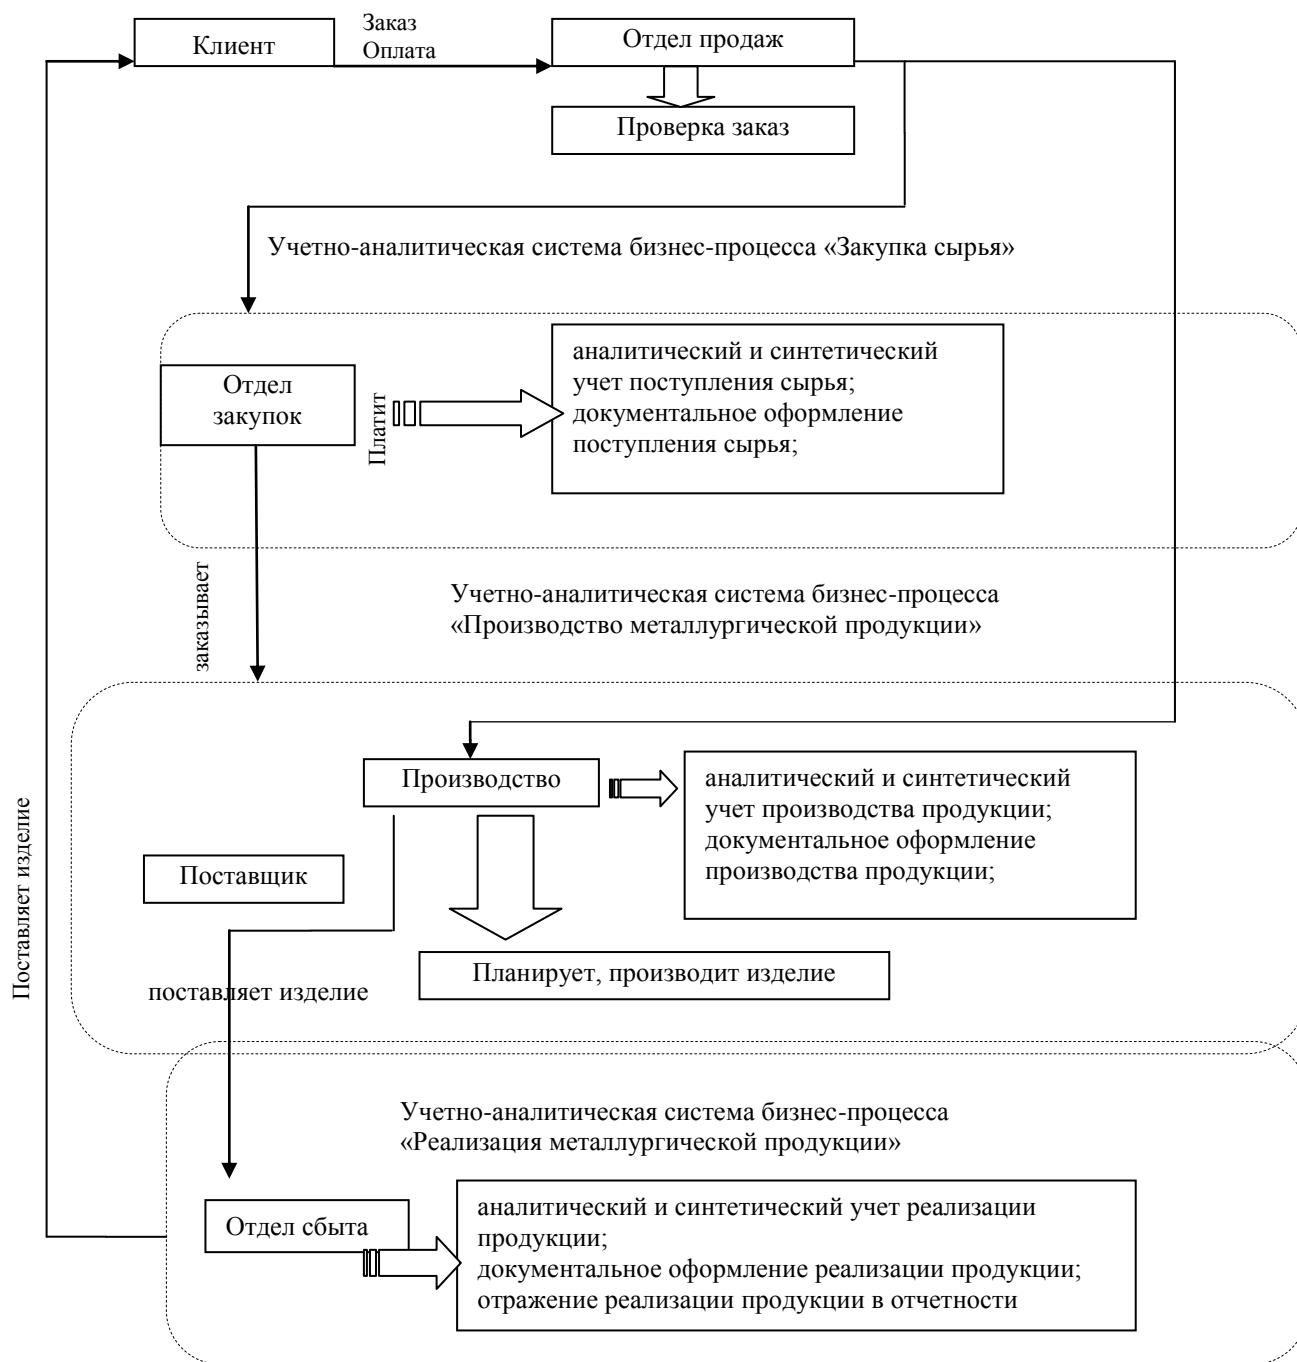 Клиент
Заказ
Оплата
Отдел продаж
Проверка заказ
Учетно-аналитическая система бизнес-процесса «Закупка сырья»
Отдел
закупок
Платит
аналитический и синтетический
учет поступления сырья;
документальное оформление
поступления сырья;
заказывает
Учетно-аналитическая система бизнес-процесса
«Производство металлургической продукции»
Производство
аналитический и синтетический
учет производства продукции;
документальное оформление
производства продукции;
Поставщик
Планирует, производит изделие
поставляет изделие
Поставляет изделие
Учетно-аналитическая система бизнес-процесса
«Реализация металлургической продукции»
Отдел сбыта
аналитический и синтетический учет реализации
продукции;
документальное оформление реализации продукции;
отражение реализации продукции в отчетности